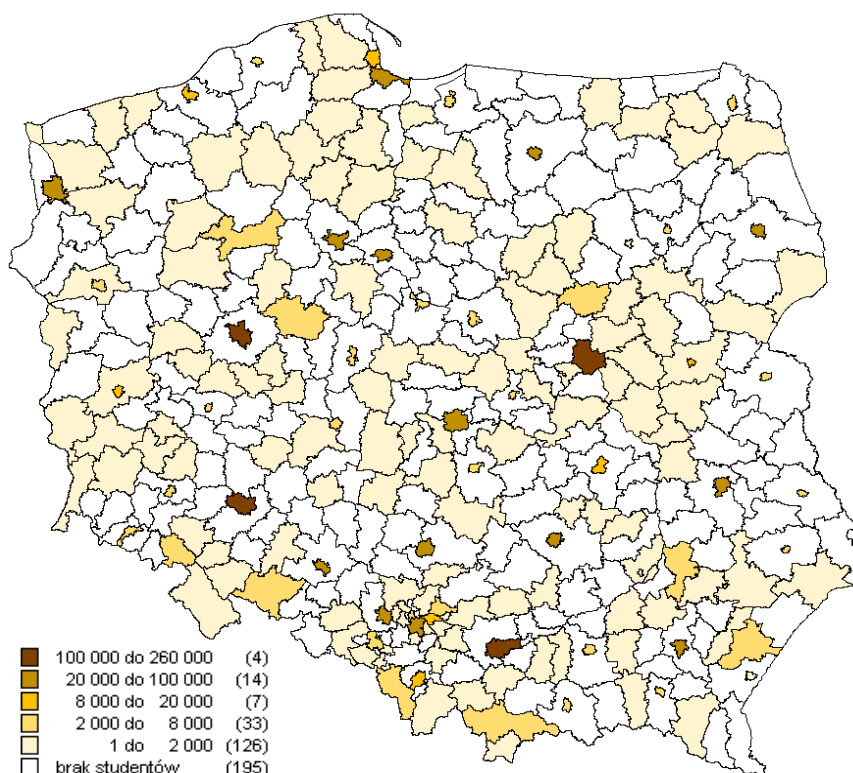 100 000 do 260 000 (4)
20 000 do 100 000 (14)
8 000 do 20 000 (7)
2 000 do 8 000 (33)
1 do 2 000 (126)
brak studentów (195)